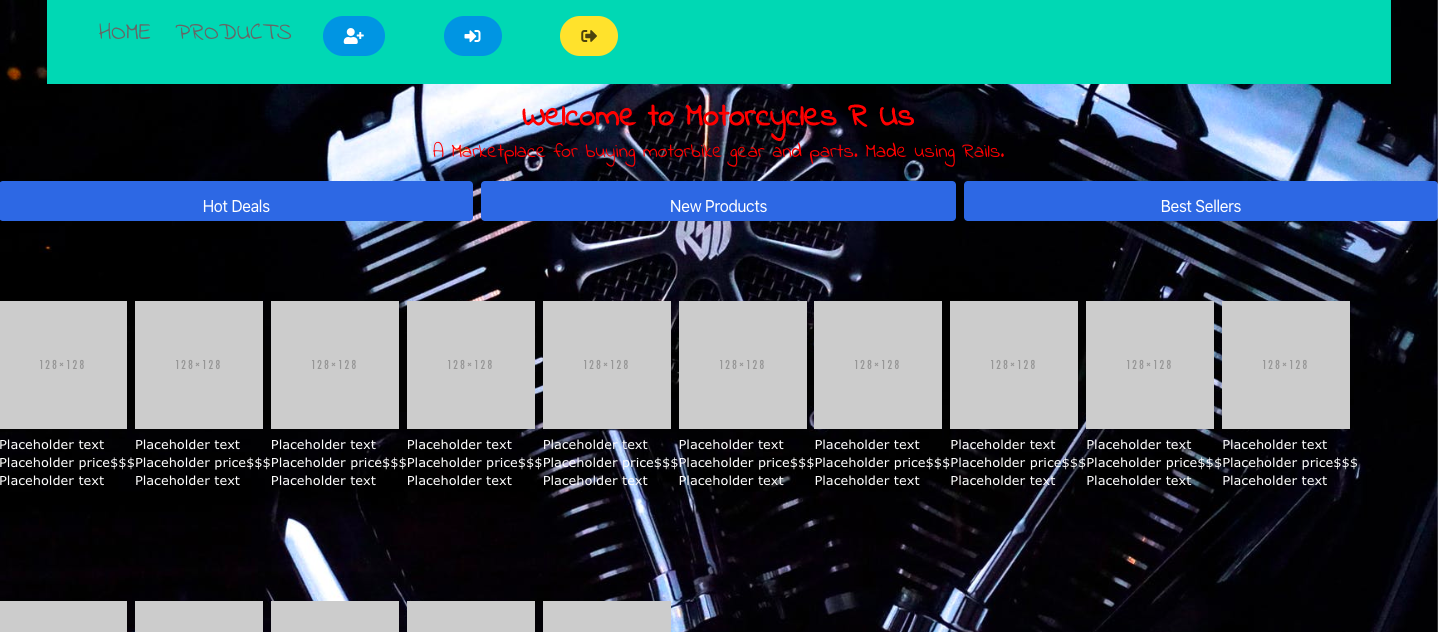 HOME PRODUCTS
Welcome to Motorcycles R Us
A Marketplace for buying motorbike gear and parts. Made using Rails.
Hot Deals New Products Best Sellers
RSD
128×128 128×128 128×128 128×128 128×128 128×128 128×128 128×128 128×128 128×128
Placeholder text Placeholder text Placeholder text Placeholder text Placeholder text Placeholder text Placeholder text Placeholder text Placeholder text Placeholder text
Placeholder price$$$ Placeholder price$$$ Placeholder price$$$ Placeholder price$$$ Placeholder price$$$ Placeholder price$$$ Placeholder price$$$ Placeholder price$$$ Placeholder price$$$ Placeholder price$$$
Placeholder text Placeholder text Placeholder text Placeholder text Placeholder text Placeholder text Placeholder text Placeholder text Placeholder text Placeholder text